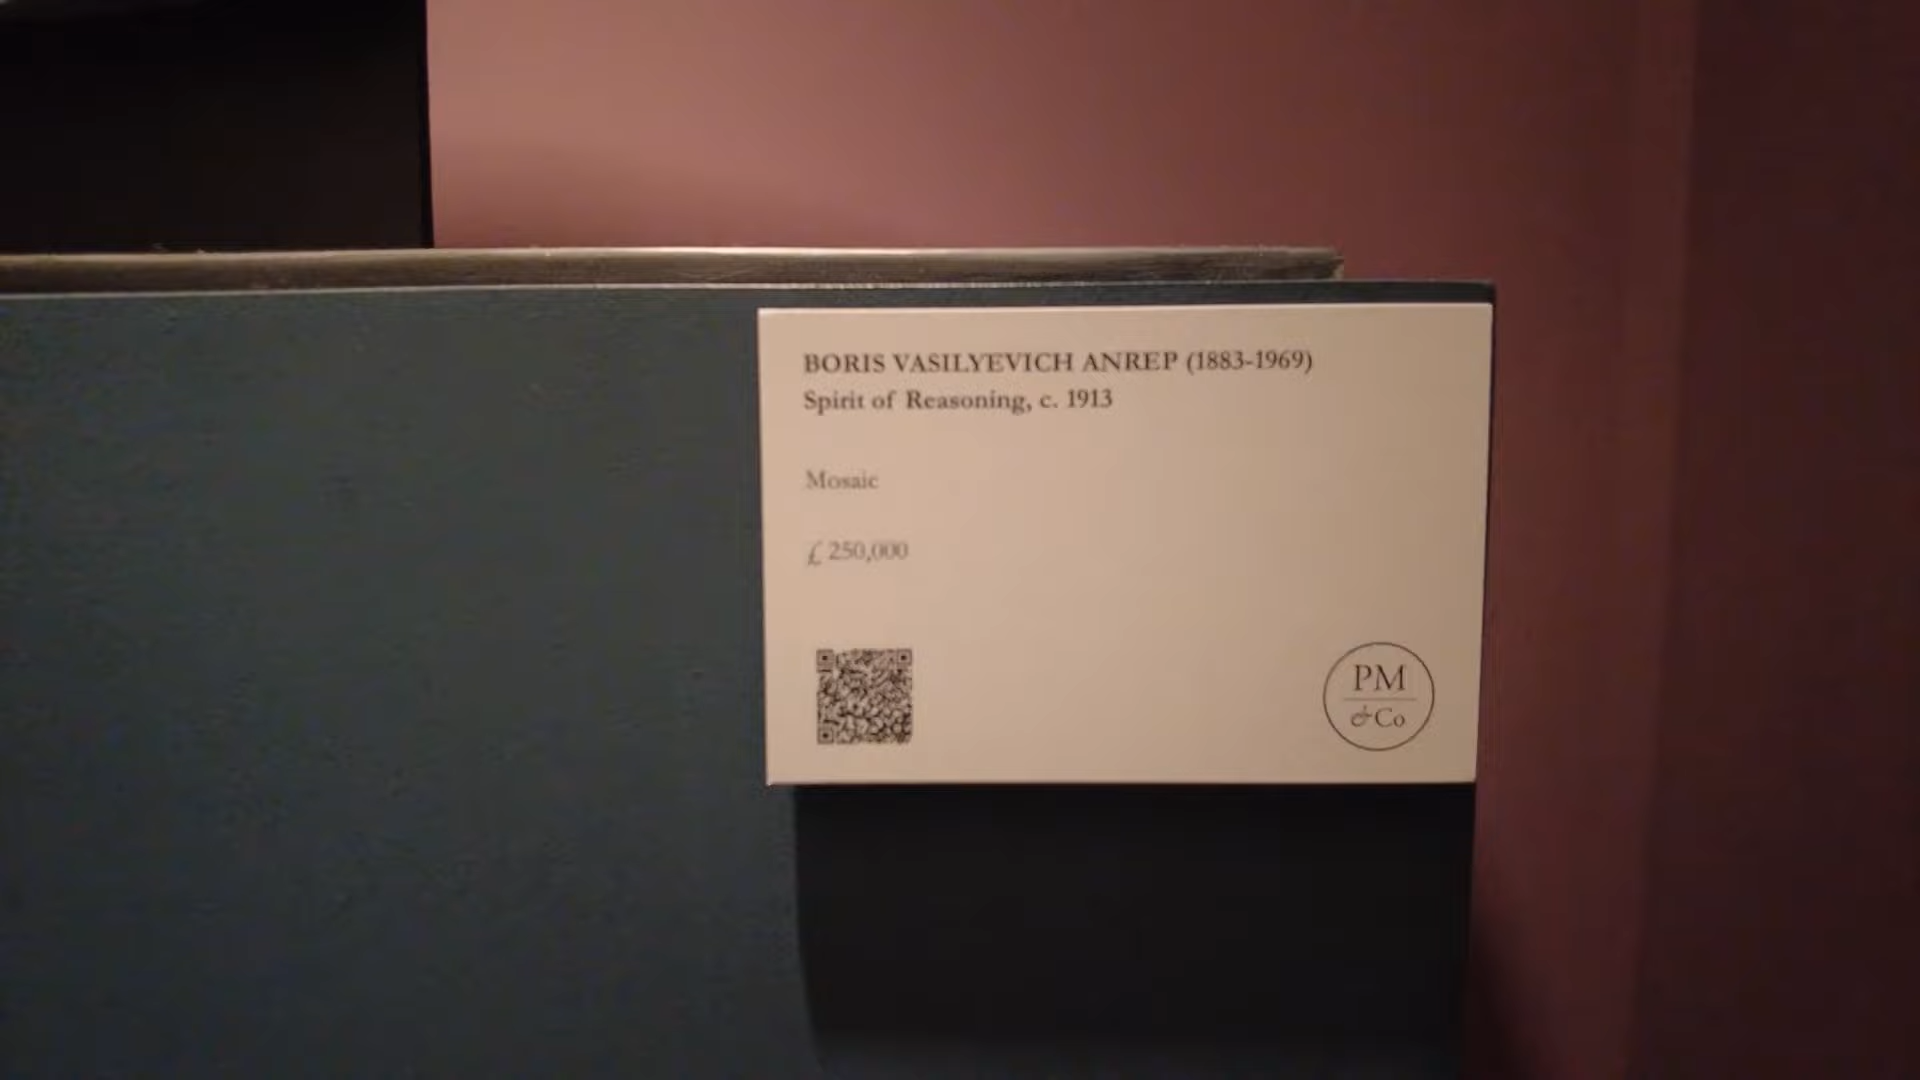 BORIS VASILYEVICH ANREP (1883-1969)
Spirit of Reasoning, c. 1913
Mosaic
£ 250,000
PM
& Co